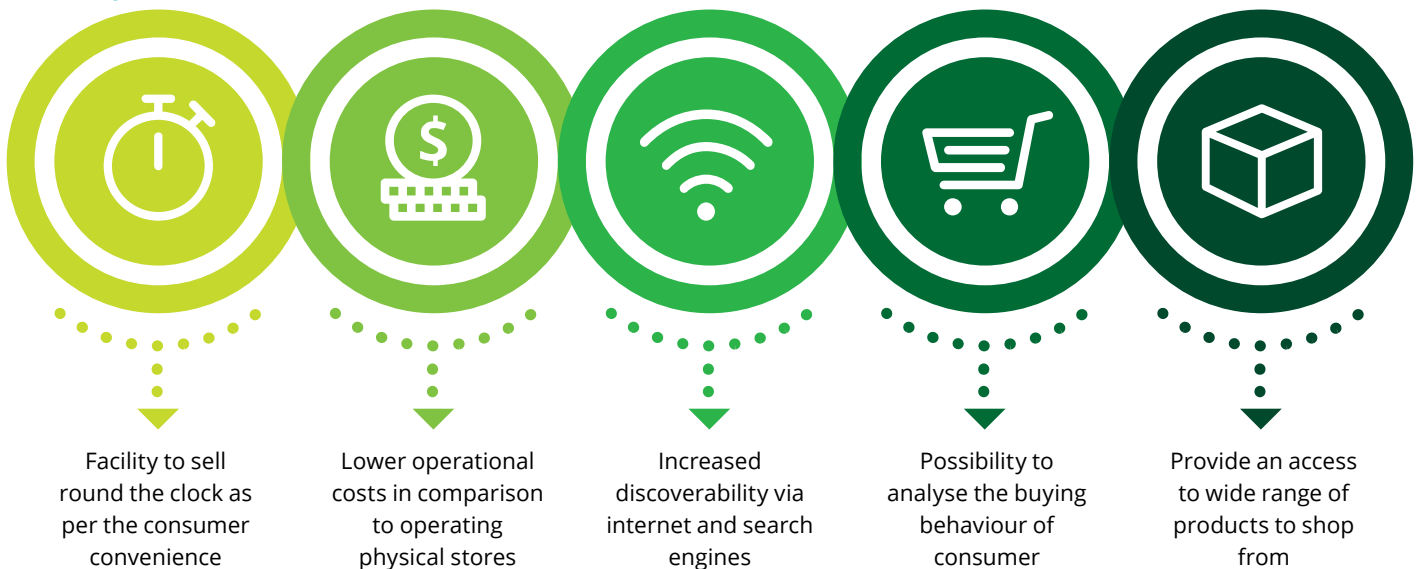 $
Facility to sell
round the clock as
per the consumer
convenience
Lower operational
costs in comparison
to operating
physical stores
Increased
discoverability via
internet and search
engines
Possibility to
analyse the buying
behaviour of
consumer
Provide an access
to wide range of
products to shop
from